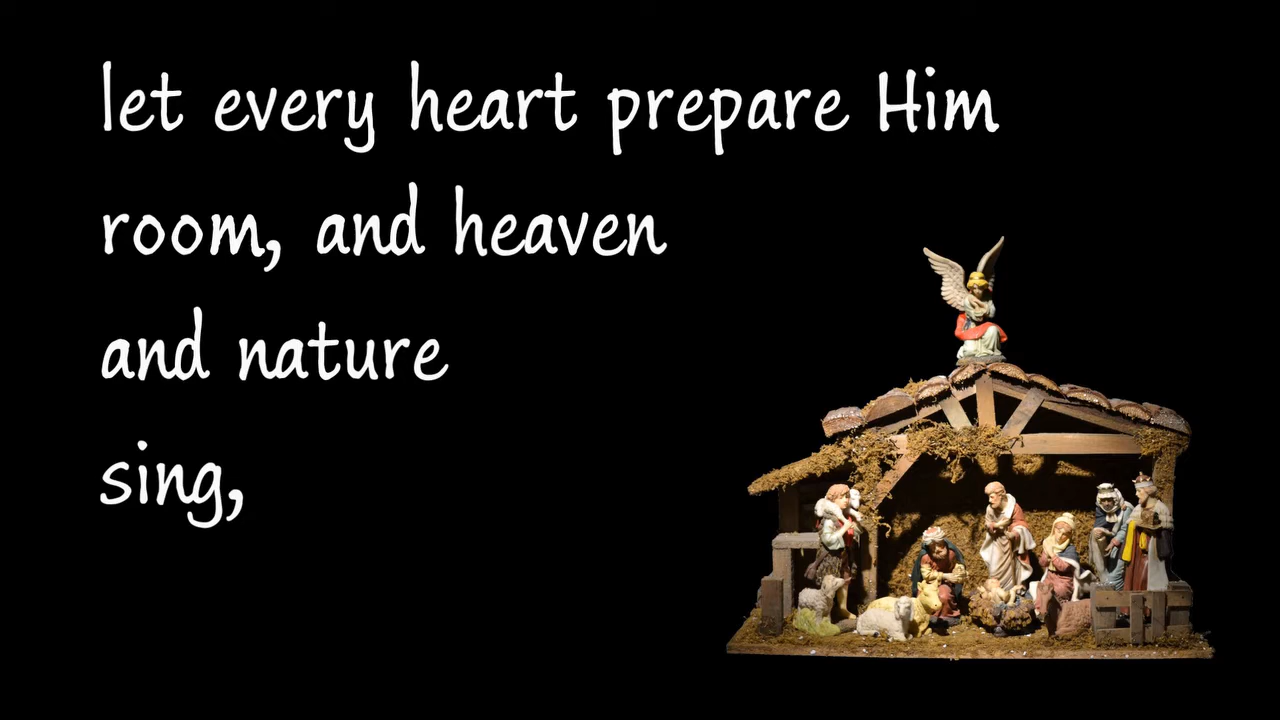 let every heart prepare Him
room, and heaven
and nature
sing,